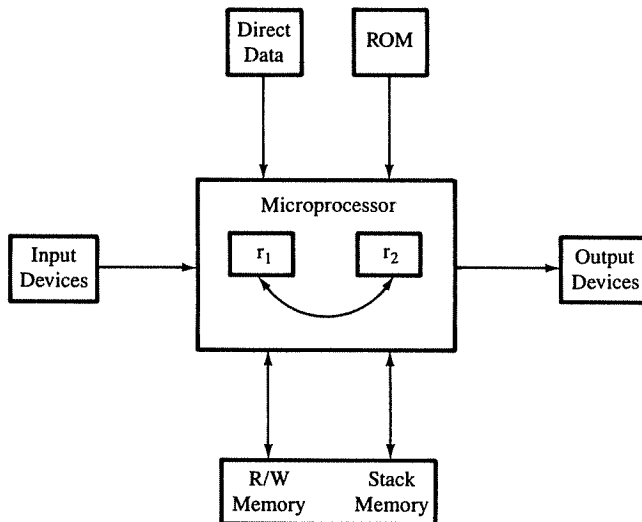 Direct
Data
ROM
Microprocessor
r1
r2
Input
Devices
Output
Devices
R/W
Memory
Stack
Memory